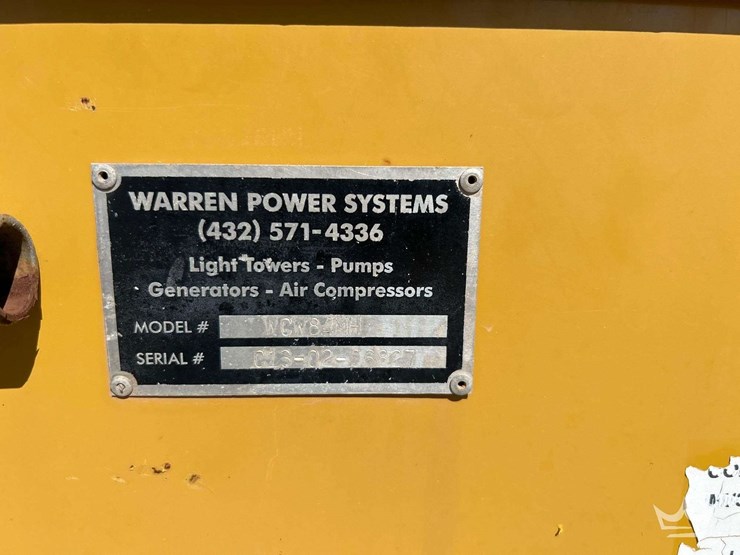 WARREN POWER SYSTEMS
(432) 571-4336
Light Towers - Pumps
Generators - Air Compressors
MODEL #
SERIAL #